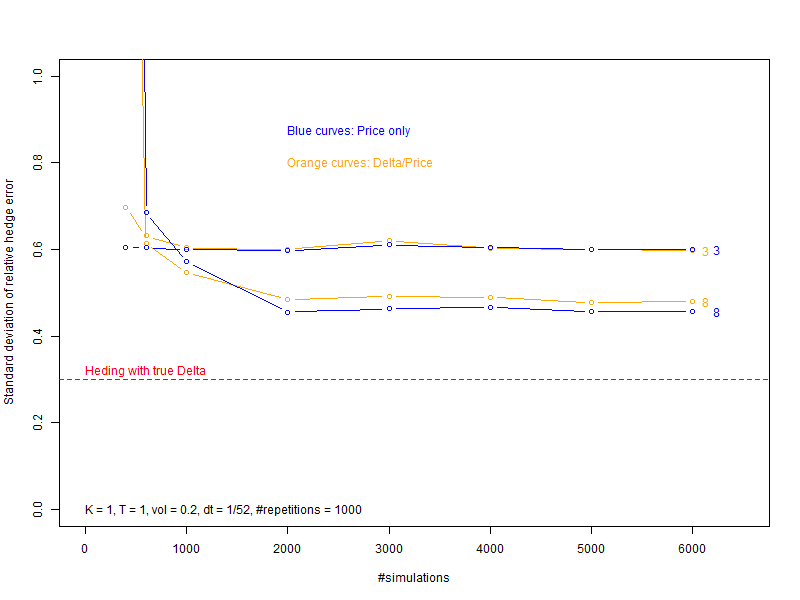 1.0
0.8
0.6
0.4
0.2
0.0
Standard deviation of relative hedge error
Blue curves: Price only
Orange curves: Delta/Price
3 3
8
8
Heding with true Delta
K = 1, T = 1, vol = 0.2, dt = 1/52, #repetitions = 1000
0 1000 2000 3000 4000 5000 6000
#simulations